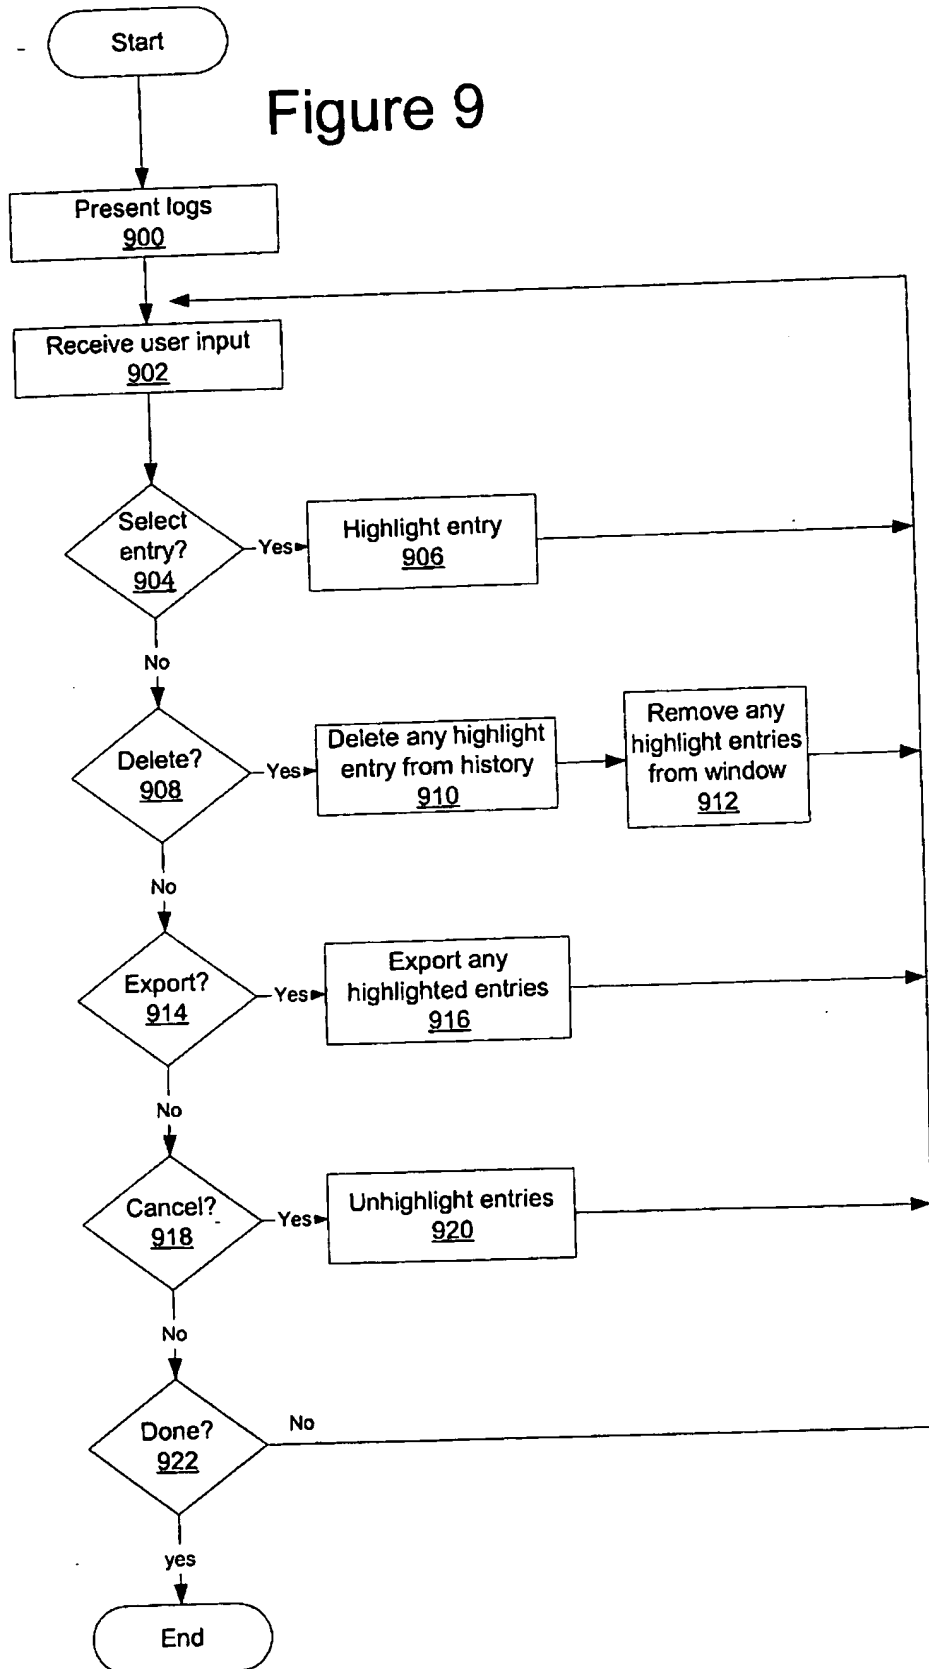 Start
Figure 9
Present logs
900
Receive user input
902
Select
entry?
904
Yes
Highlight entry
906
No
Delete?
908
Yes
Delete any highlight
entry from history
910
Remove any
highlight entries
from window
912
No
Export?
914
Yes
Export any
highlighted entries
916
No
Cancel?
918
Yes
Unhighlight entries
920
No
Done?
922
No
yes
End